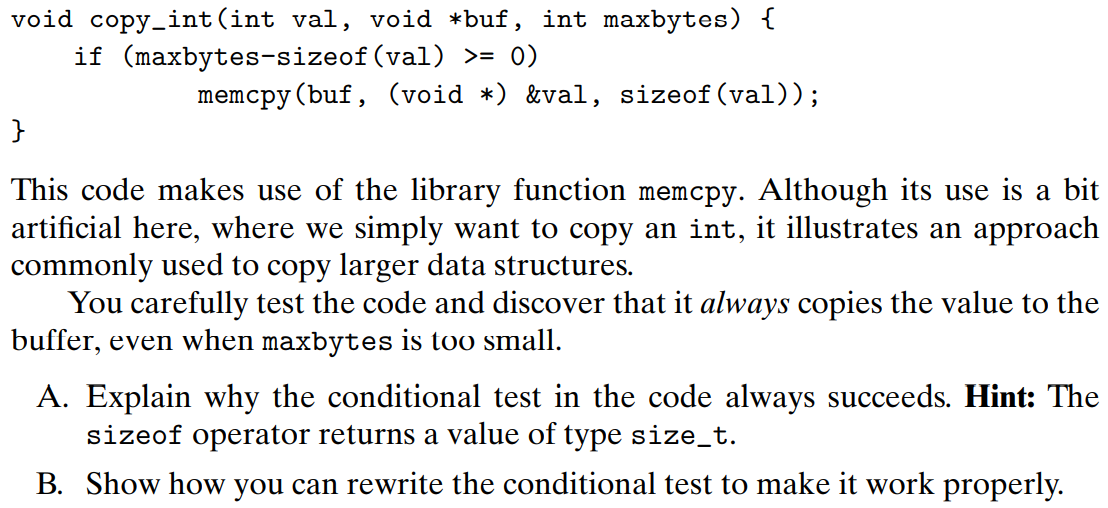 void copy_int(int val, void *buf, int maxbytes) {
    if (maxbytes-sizeof(val) >= 0)
            memcpy(buf, (void *) &val, sizeof(val));
}
This code makes use of the library function memcpy. Although its use is a bit
artificial here, where we simply want to copy an int, it illustrates an approach
commonly used to copy larger data structures.
You carefully test the code and discover that it always copies the value to the
buffer, even when maxbytes is too small.
A. Explain why the conditional test in the code always succeeds. Hint: The
sizeof operator returns a value of type size_t.
B. Show how you can rewrite the conditional test to make it work properly.